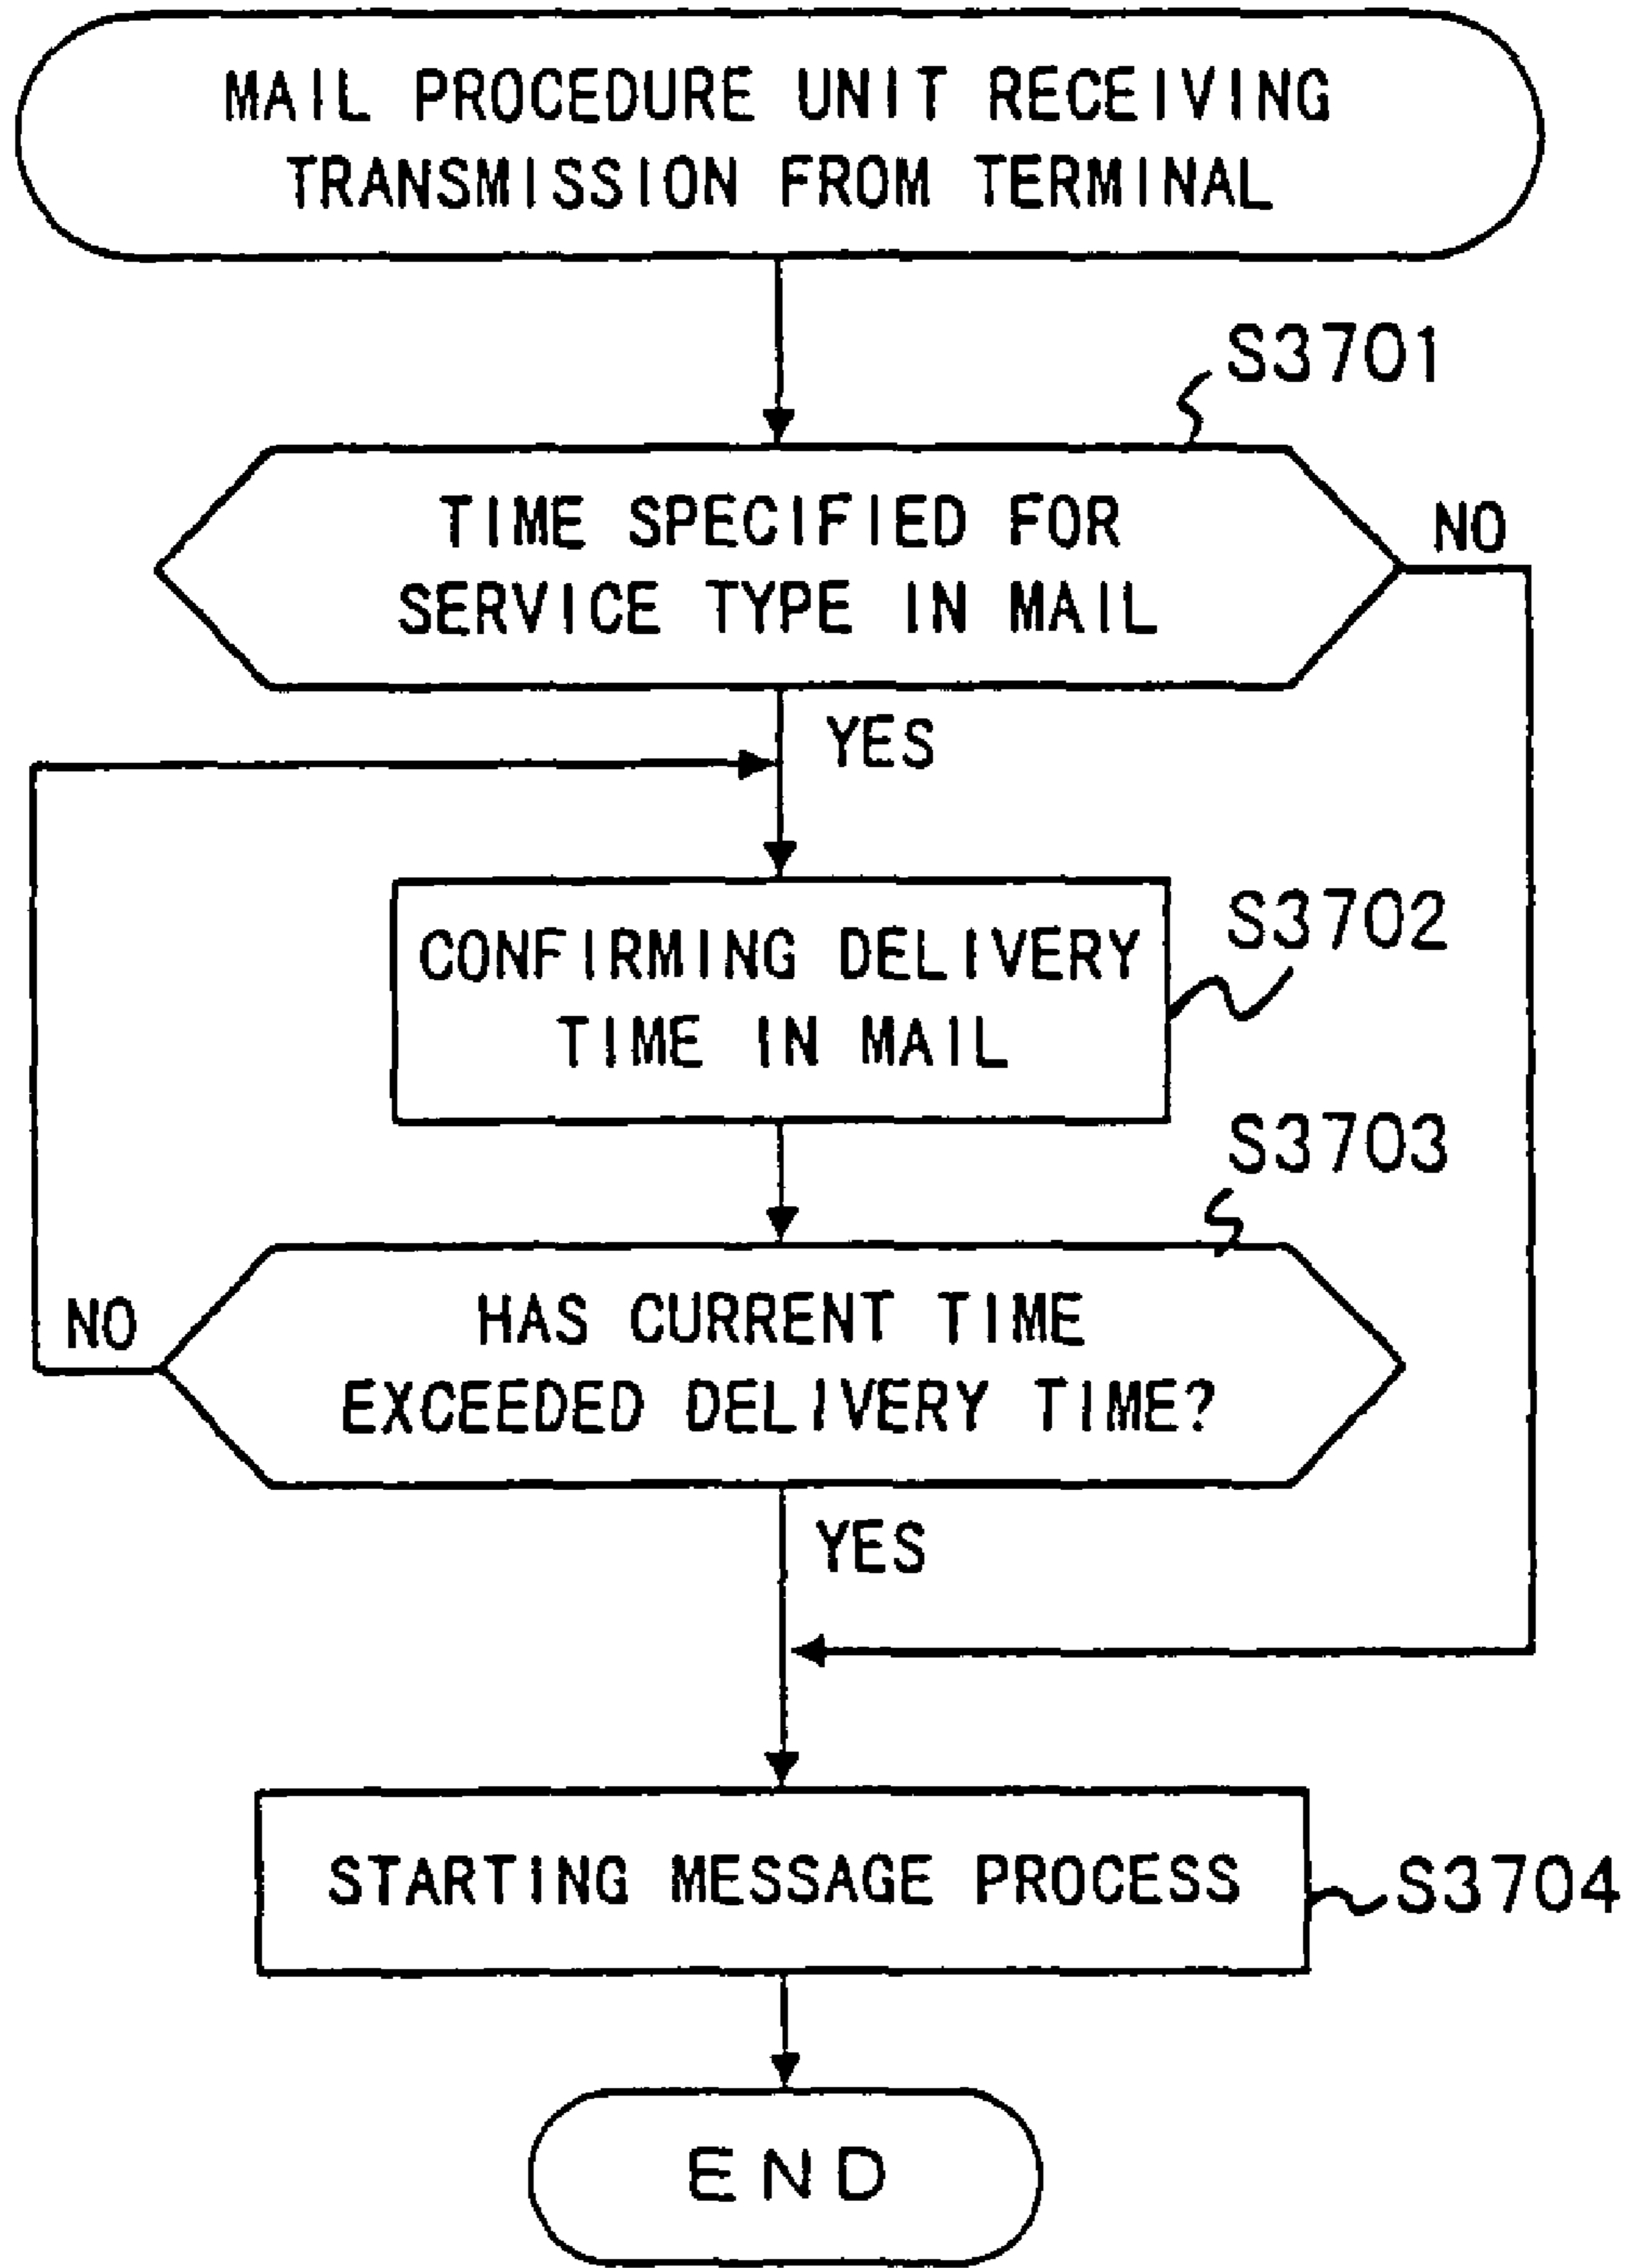 MAIL PROCEDURE UNIT RECEIVING
TRANSMISSION FROM TERMINAL
S3701
TIME SPECIFIED FOR
SERVICE TYPE IN MAIL
NO
YES
CONFIRMING DELIVERY
TIME IN MAIL
S3702
S3703
HAS CURRENT TIME
EXCEEDED DELIVERY TIME?
NO
YES
STARTING MESSAGE PROCESS
S3704
END